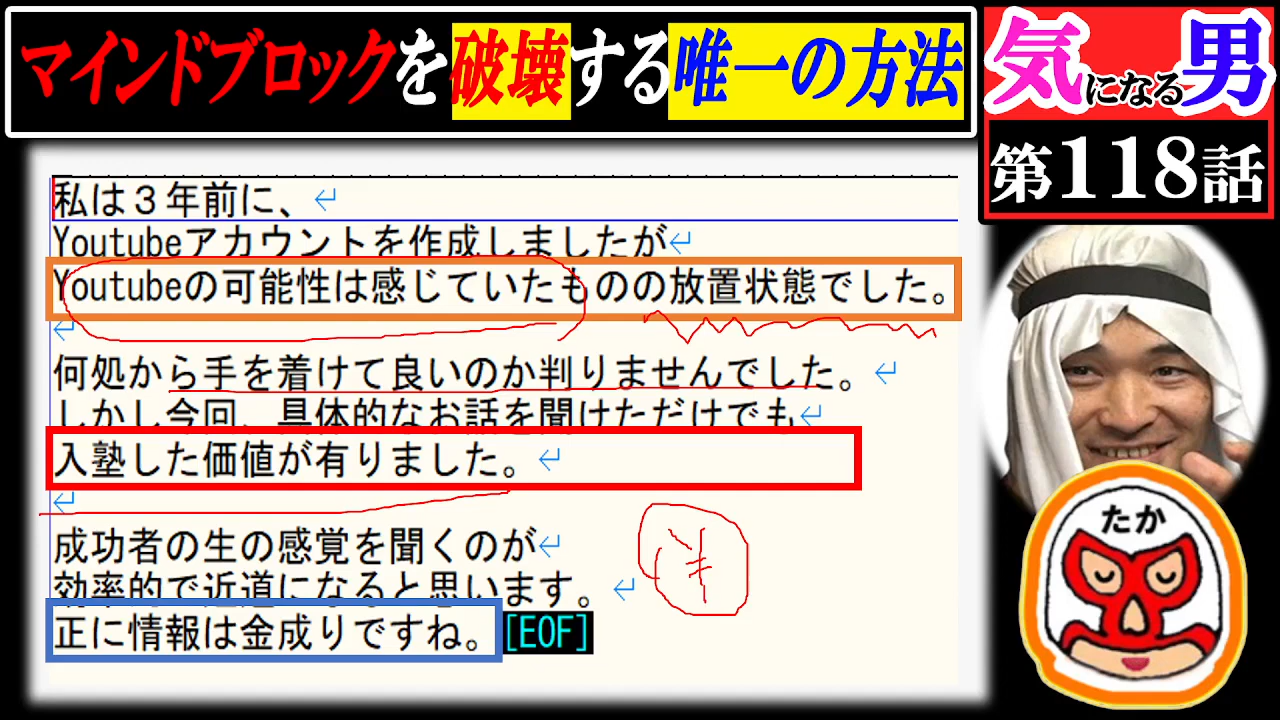 マインドブロックを破壊する唯一の方法
気になる男
第118話
私は３年前に、
Youtubeアカウントを作成しましたが
Youtubeの可能性は感じていたものの放置状態でした。
何処から手を着けて良いのか判りませんでした。
しかし今回、具体的なお話を聞けただけでも
入塾した価値が有りました。
成功者の生の感覚を聞くのが
効率的で近道になると思います。
正に情報は金成りですね。[EOF]
¥
たか